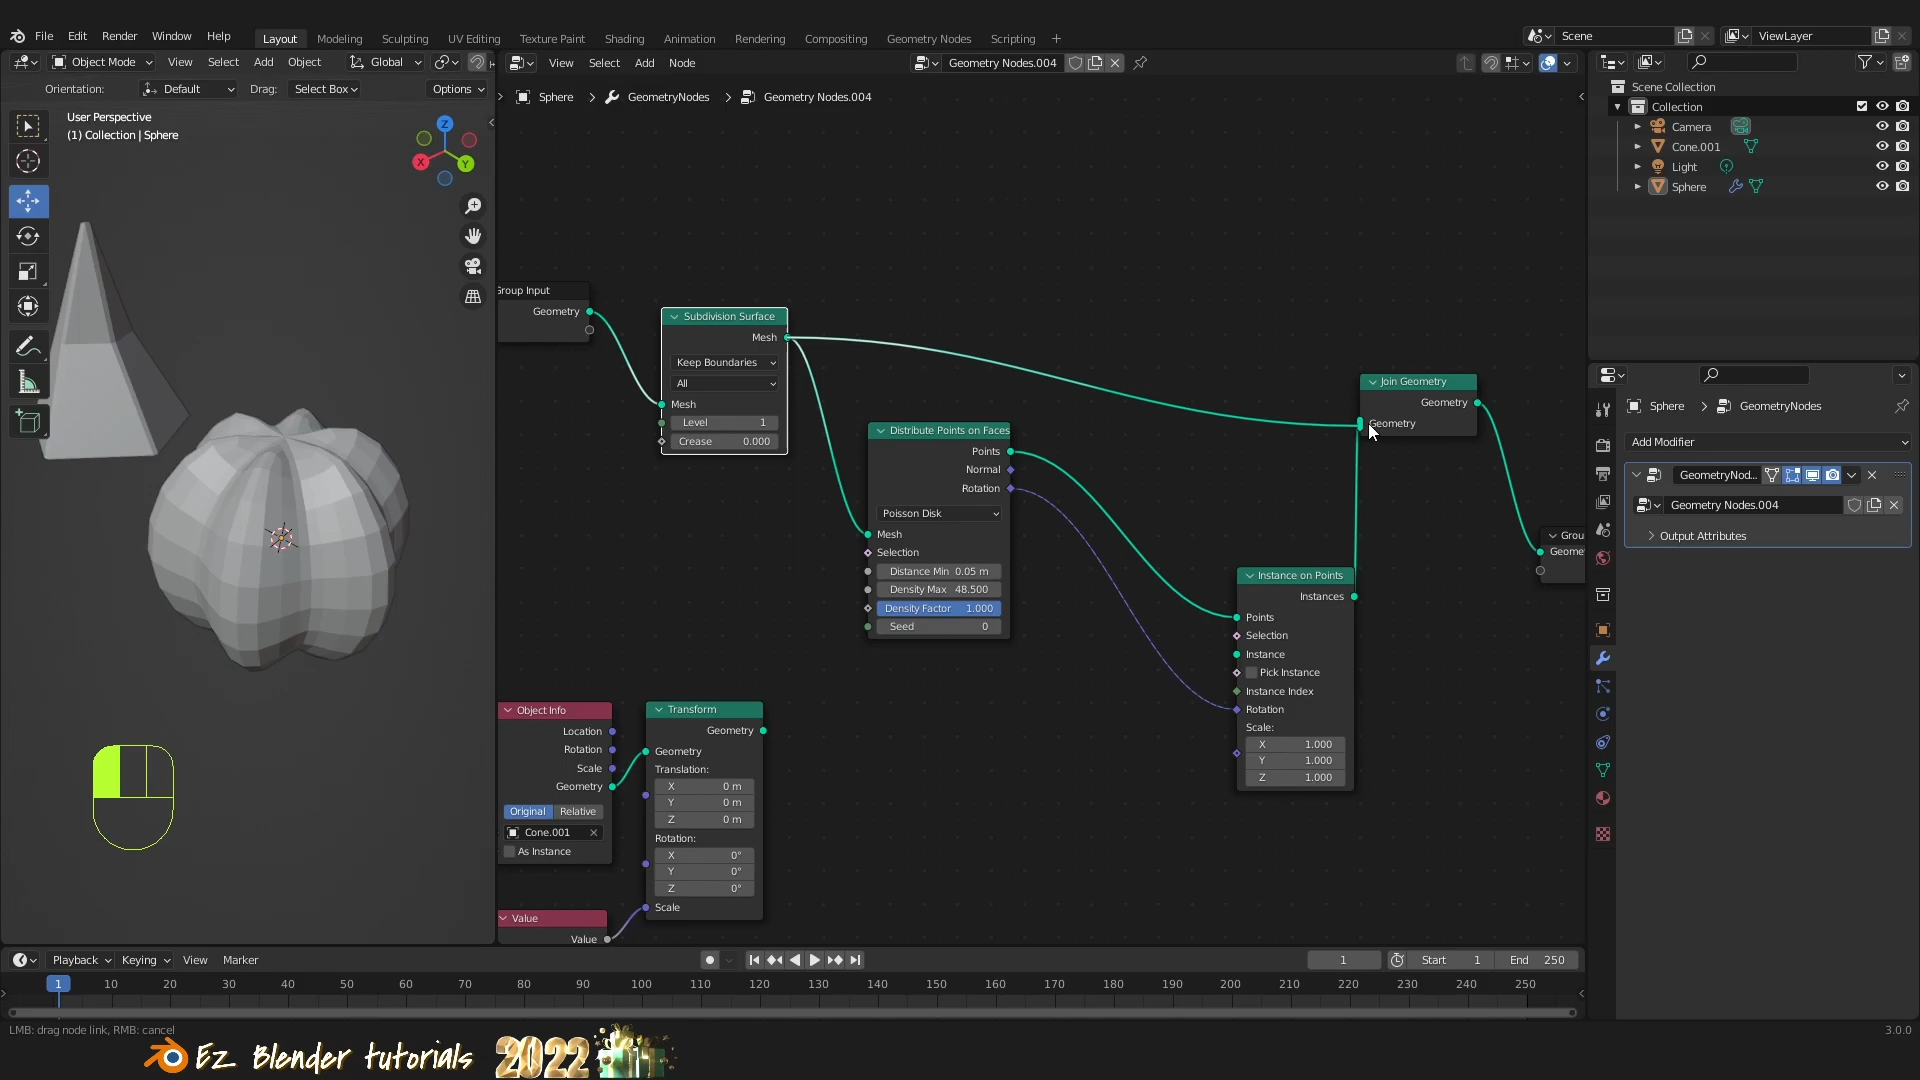 File Edit Render Window Help Layout Modeling Sculpting UV Editing Texture Paint Shading Animation Rendering Compositing Geometry Nodes Scripting + Scene ViewLayer
Object Mode View Select Add Object Global View Select Add Node Geometry Nodes.004
Orientation: Default Drag: Select Box Options
Sphere > GeometryNodes > Geometry Nodes.004
User Perspective
(1) Collection | Sphere
Z
X
Y
Group Input
Geometry
Subdivision Surface
Mesh
Keep Boundaries
All
Mesh
Level 1
Crease 0.000
Distribute Points on Faces
Points
Normal
Rotation
Poisson Disk
Mesh
Selection
Distance Min 0.05 m
Density Max 48.500
Density Factor 1.000
Seed 0
Join Geometry
Geometry
Geometry
Grou
Geome
Instance on Points
Instances
Points
Selection
Instance
Pick Instance
Instance Index
Rotation
Scale:
X 1.000
Y 1.000
Z 1.000
Object Info
Location
Rotation
Scale
Geometry
Original Relative
Cone.001
As Instance
Value
Value
Transform
Geometry
Geometry
Translation:
X 0 m
Y 0 m
Z 0 m
Rotation:
X 0°
Y 0°
Z 0°
Scale
Scene Collection
Collection
Camera
Cone.001
Light
Sphere
Sphere > GeometryNodes
Add Modifier
GeometryNod...
Geometry Nodes.004
Output Attributes
Playback Keying View Marker 1 Start 1 End 250
1 10 20 30 40 50 60 70 80 90 100 110 120 130 140 150 160 170 180 190 200 210 220 230 240 250
LMB: drag node link, RMB: cancel 3.0.0
Ez Blender tutorials 2022